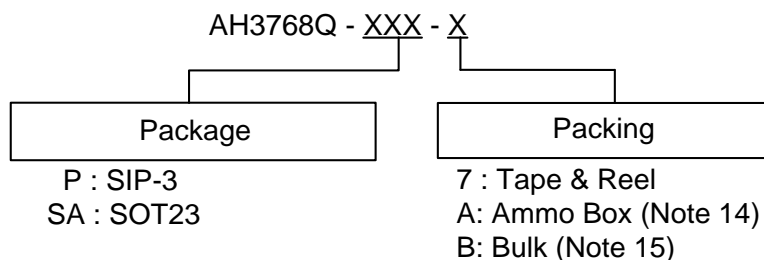 AH3768Q - XXX - X
Package
Packing
P : SIP-3
SA : SOT23
7 : Tape & Reel
A: Ammo Box (Note 14)
B: Bulk (Note 15)